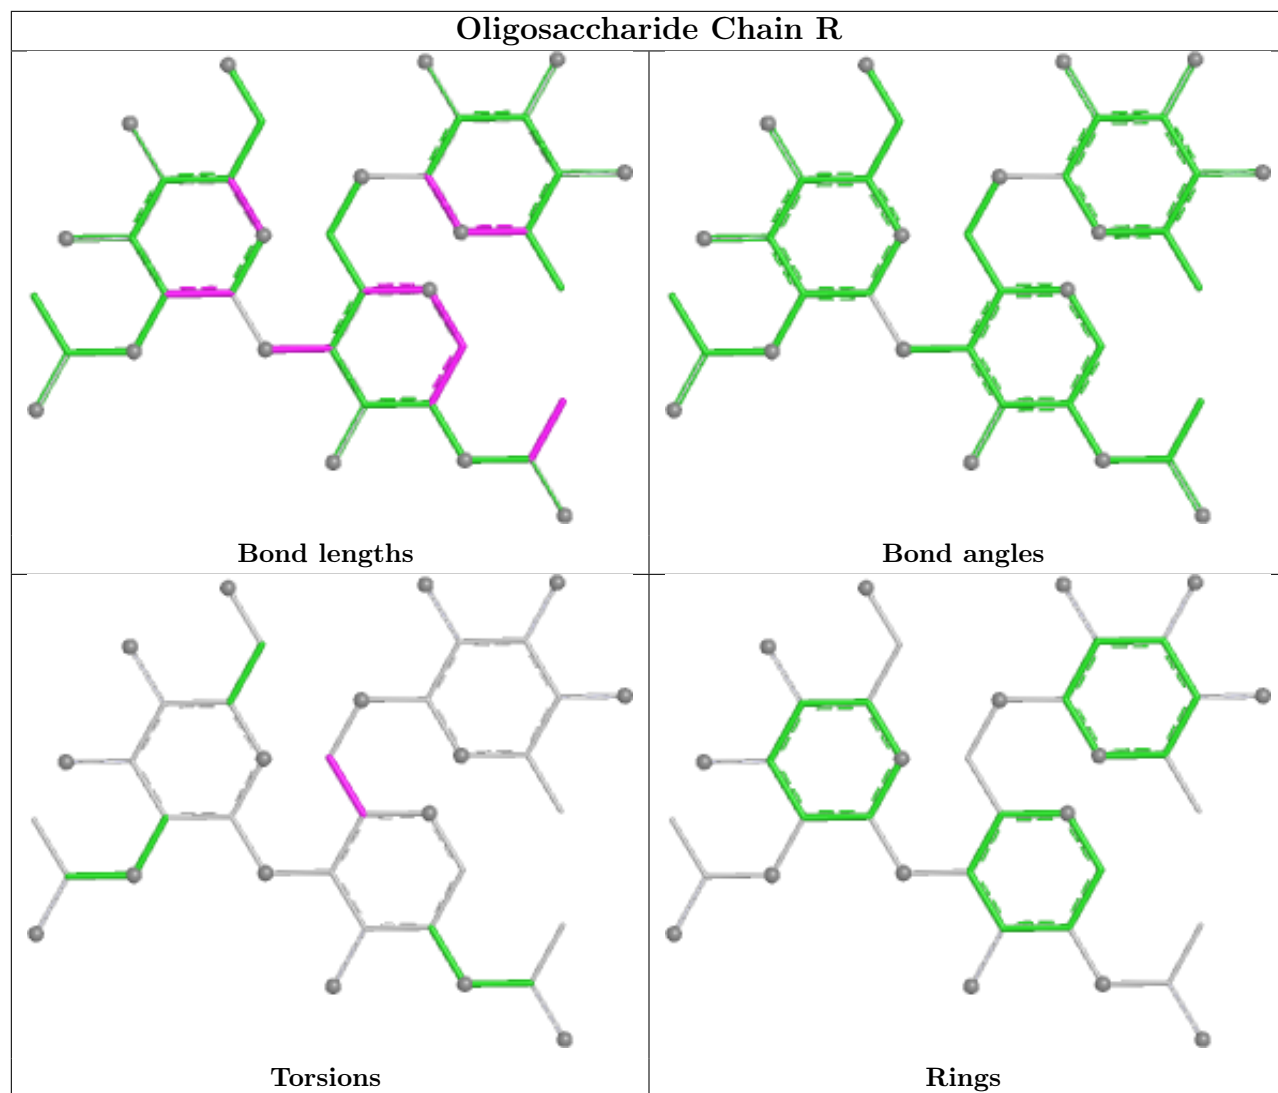 Oligosaccharide Chain R
Bond lengths
Bond angles
Torsions
Rings